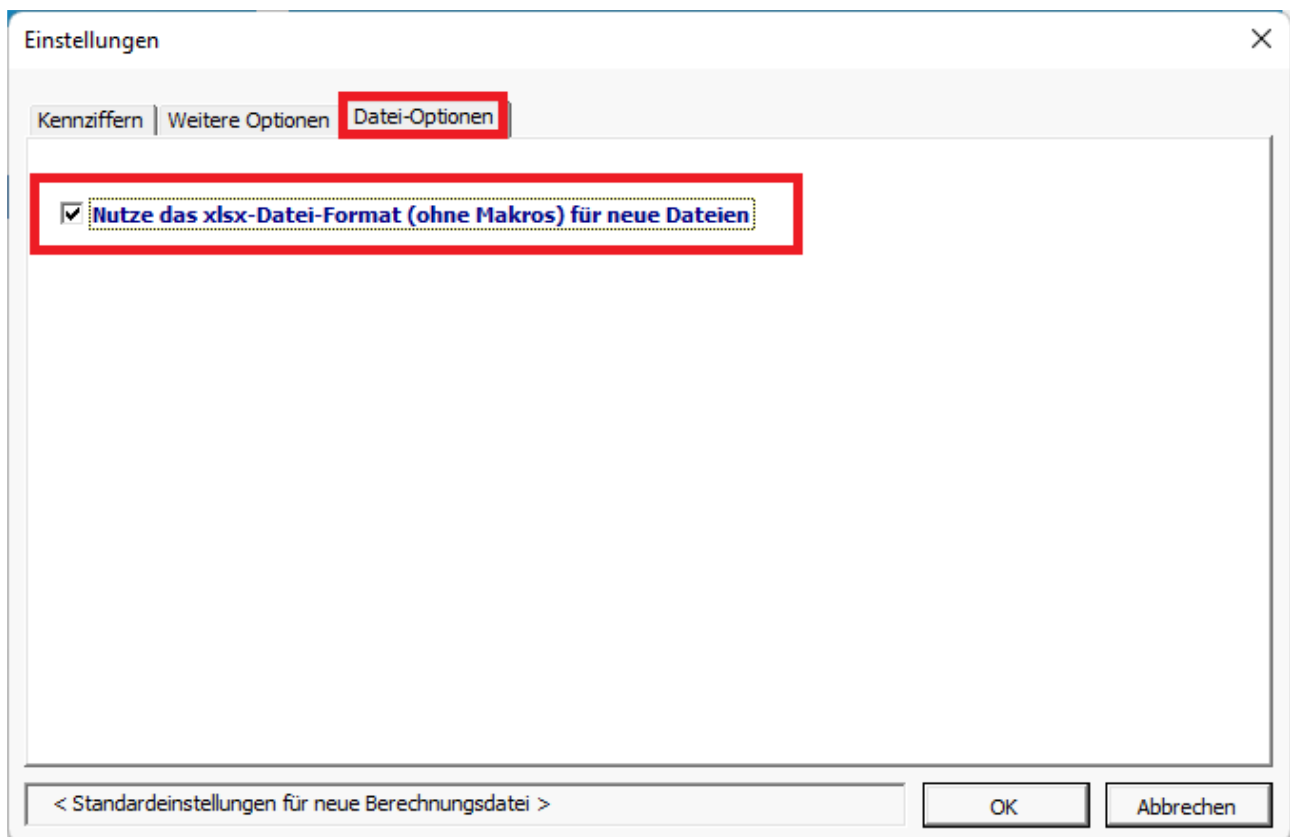 Einstellungen
Kennziffern Weitere Optionen Datei-Optionen
Nutze das xlsx-Datei-Format (ohne Makros) für neue Dateien
< Standardeinstellungen für neue Berechnungsdatei > OK Abbrechen